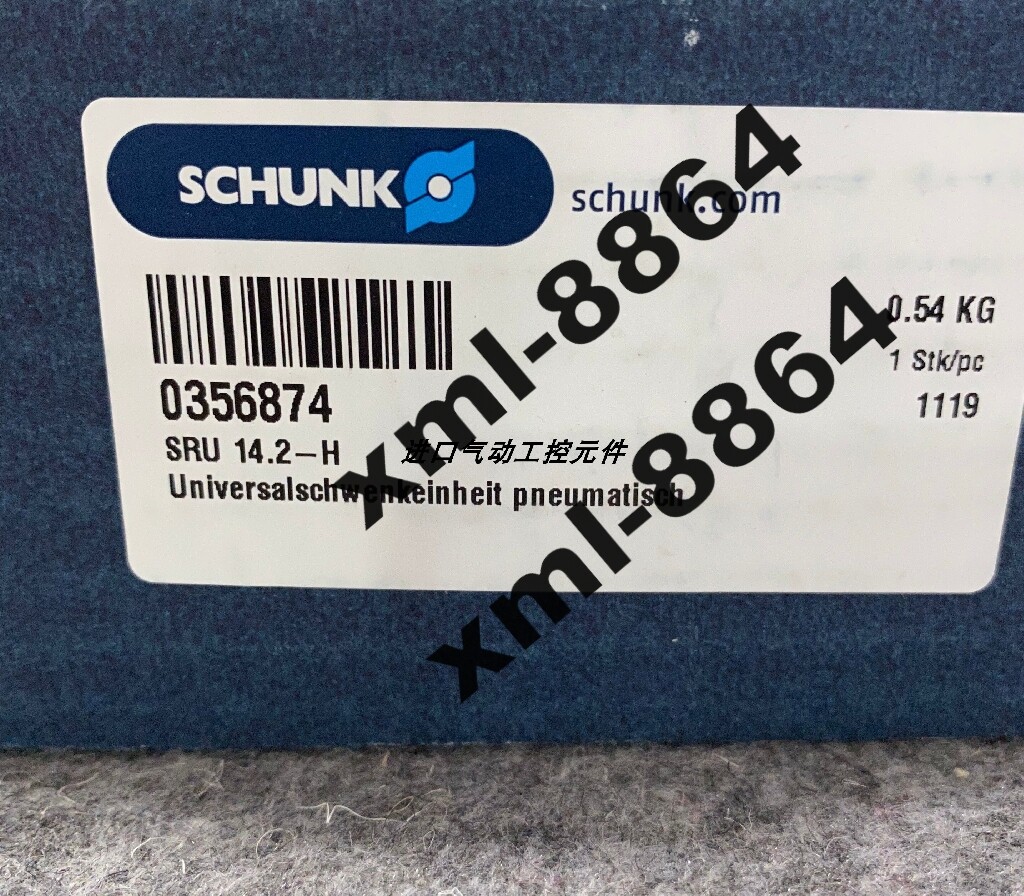 SCHUNK
schunk.com
0356874
SRU 14.2-H
Universalschwenkeinheit pneumatisch
0.54 KG
1 Stk/pc
1119
进口气动工控元件
xml-8864
xml-8864